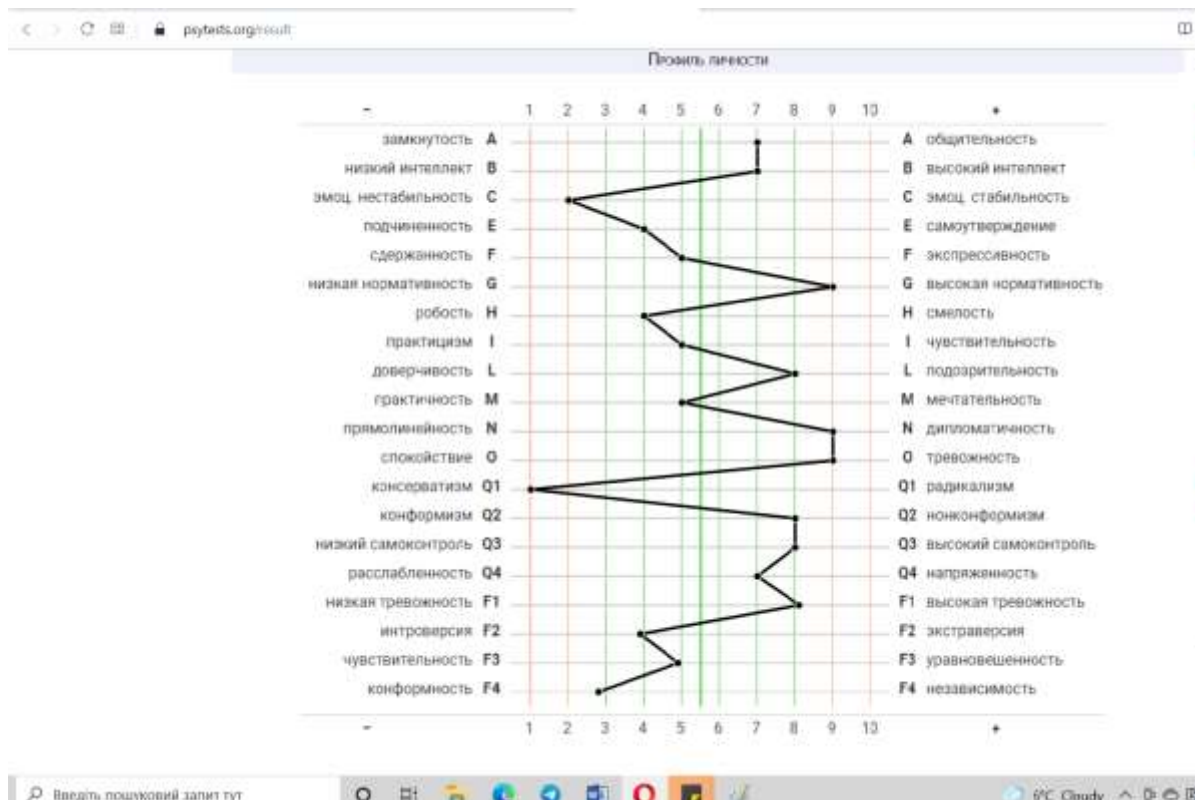 psytests.org/result
Профиль личности
- 1 2 3 4 5 6 7 8 9 10 +
замкнутость A A общительность
низкий интеллект B B высокий интеллект
эмоц. нестабильность C C эмоц. стабильность
подчиненность E E самоутверждение
сдержанность F F экспрессивность
низкая нормативность G G высокая нормативность
робость H H смелость
практицизм I I чувствительность
доверчивость L L подозрительность
практичность M M мечтательность
прямолинейность N N дипломатичность
спокойствие O O тревожность
консерватизм Q1 Q1 радикализм
конформизм Q2 Q2 нонконформизм
низкий самоконтроль Q3 Q3 высокий самоконтроль
расслабленность Q4 Q4 напряженность
низкая тревожность F1 F1 высокая тревожность
интроверсия F2 F2 экстраверсия
чувствительность F3 F3 уравновешенность
конформность F4 F4 независимость
- 1 2 3 4 5 6 7 8 9 10 +
Введіть пошуковий запит тут 6°C Cloudy